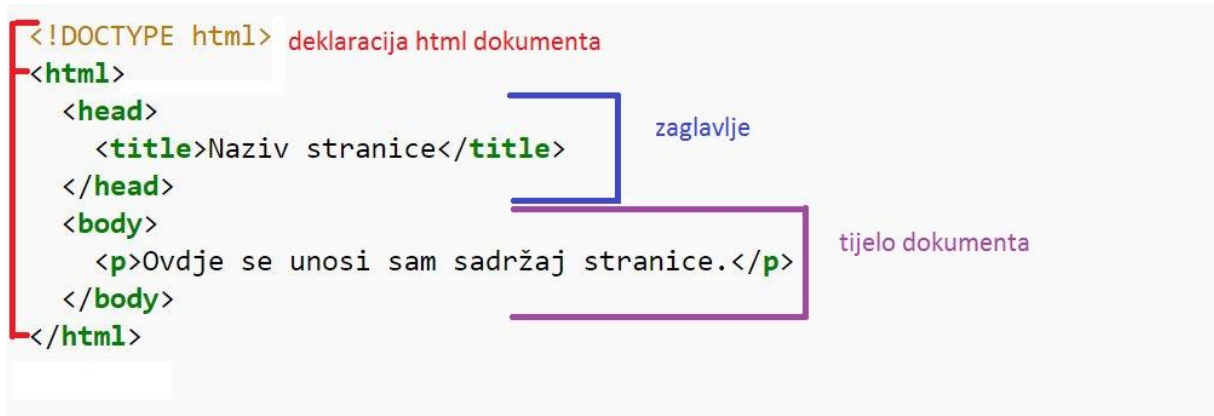 <!DOCTYPE html> deklaracija html dokumenta
<html>
<head>
zaglavlje
<title>Naziv stranice</title>
</head>
<body>
tijelo dokumenta
<p>Ovdje se unosi sam sadržaj stranice.</p>
</body>
</html>